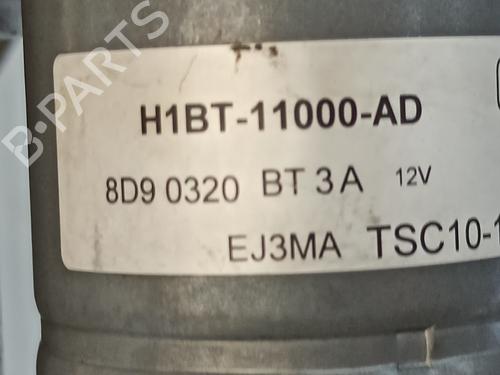 B-PARTS
H1BT-11000-AD
8D9 0320 BT 3A 12V
EJ3MA TSC10-1